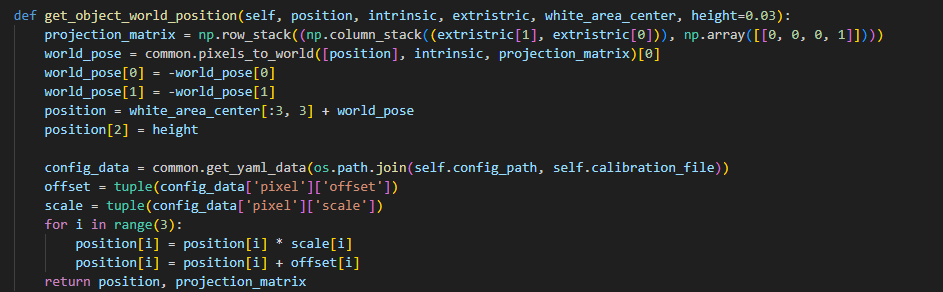 def get_object_world_position(self, position, intrinsic, extristric, white_area_center, height=0.03):
    projection_matrix = np.row_stack((np.column_stack((extristric[1], extristric[0])), np.array([[0, 0, 0, 1]])))
    world_pose = common.pixels_to_world([position], intrinsic, projection_matrix)[0]
    world_pose[0] = -world_pose[0]
    world_pose[1] = -world_pose[1]
    position = white_area_center[:3, 3] + world_pose
    position[2] = height

    config_data = common.get_yaml_data(os.path.join(self.config_path, self.calibration_file))
    offset = tuple(config_data['pixel']['offset'])
    scale = tuple(config_data['pixel']['scale'])
    for i in range(3):
        position[i] = position[i] * scale[i]
        position[i] = position[i] + offset[i]
    return position, projection_matrix